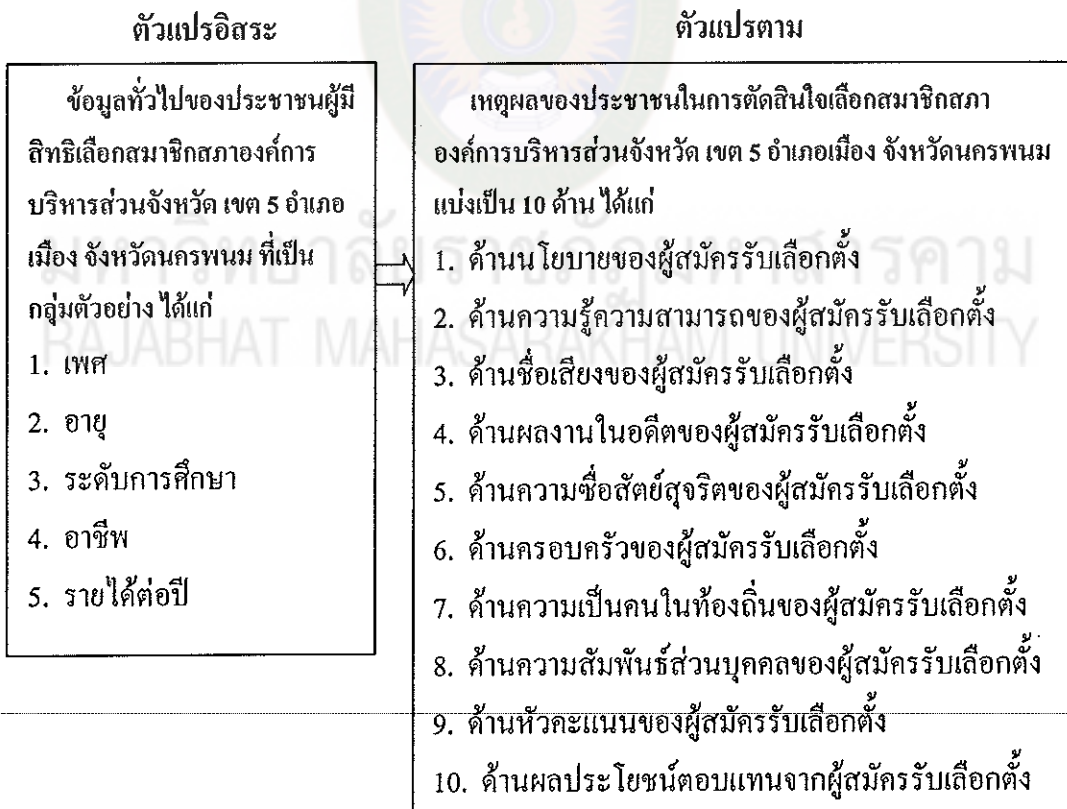 ตัวแปรอิสระ
ข้อมูลทั่วไปของประชาชนผู้มี
สิทธิเลือกสมาชิกสภาองค์การ
บริหารส่วนจังหวัด เขต 5 อำเภอ
เมือง จังหวัดนครพนม ที่เป็น
กลุ่มตัวอย่าง ได้แก่
1. เพศ
2. อายุ
3. ระดับการศึกษา
4. อาชีพ
5. รายได้ต่อปี
ตัวแปรตาม
เหตุผลของประชาชนในการตัดสินใจเลือกสมาชิกสภา
องค์การบริหารส่วนจังหวัด เขต 5 อำเภอเมือง จังหวัดนครพนม
แบ่งเป็น 10 ด้าน ได้แก่
1. ด้านนโยบายของผู้สมัครรับเลือกตั้ง
2. ด้านความรู้ความสามารถของผู้สมัครรับเลือกตั้ง
3. ด้านชื่อเสียงของผู้สมัครรับเลือกตั้ง
4. ด้านผลงานในอดีตของผู้สมัครรับเลือกตั้ง
5. ด้านความซื่อสัตย์สุจริตของผู้สมัครรับเลือกตั้ง
6. ด้านครอบครัวของผู้สมัครรับเลือกตั้ง
7. ด้านความเป็นคนในท้องถิ่นของผู้สมัครรับเลือกตั้ง
8. ด้านความสัมพันธ์ส่วนบุคคลของผู้สมัครรับเลือกตั้ง
9. ด้านหัวคะแนนของผู้สมัครรับเลือกตั้ง
10. ด้านผลประโยชน์ตอบแทนจากผู้สมัครรับเลือกตั้ง
มหาวิทยาลัยราชภัฏมหาสารคาม
RAJABHAT MAHASARAKHAM UNIVERSITY